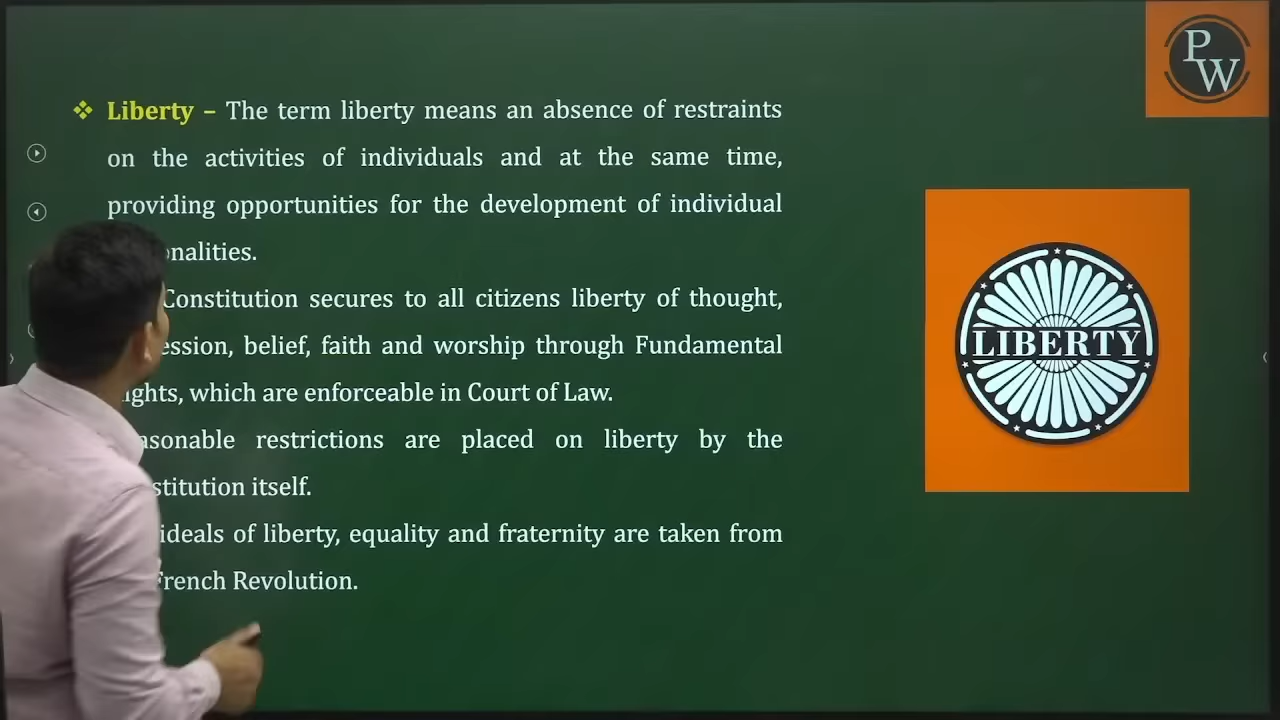 ❖ Liberty – The term liberty means an absence of restraints
on the activities of individuals and at the same time,
providing opportunities for the development of individual
onalities.
Constitution secures to all citizens liberty of thought,
ession, belief, faith and worship through Fundamental
ights, which are enforceable in Court of Law.
asonable restrictions are placed on liberty by the
stitution itself.
ideals of liberty, equality and fraternity are taken from
French Revolution.
PW
LIBERTY